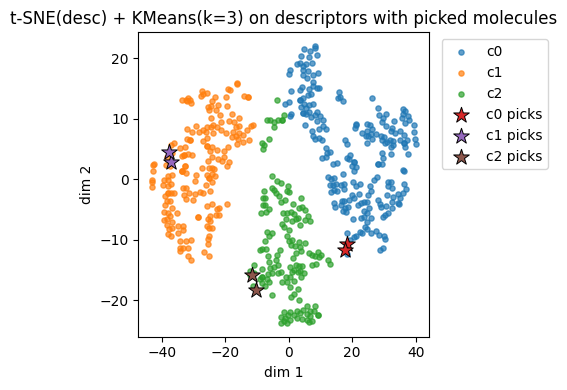 t-SNE(desc) + KMeans(k=3) on descriptors with picked molecules
20
10
0
−10
−20
dim 2
−40
−20
0
20
40
dim 1
c0
c1
c2
c0 picks
c1 picks
c2 picks